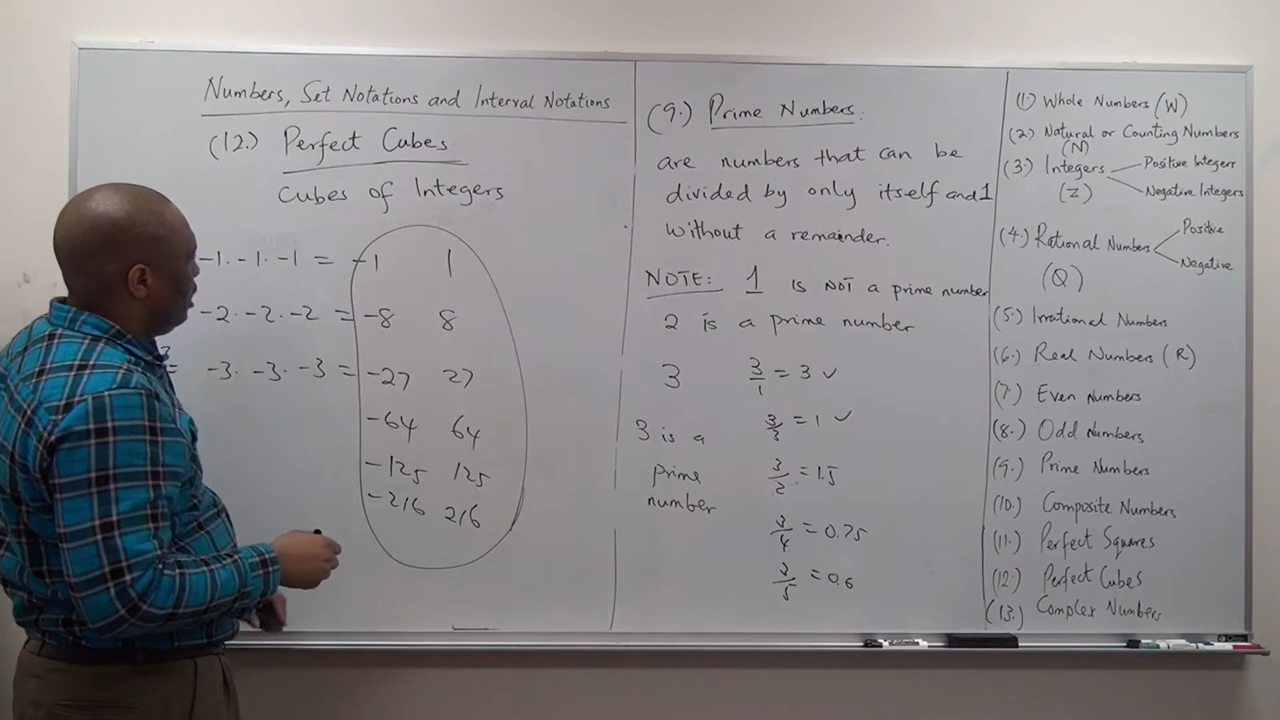 Numbers, Set Notations and Interval Notations
(12.) Perfect Cubes
Cubes of Integers
-1. -1. -1 = -1 1
-2. -2. -2 = -8 8
3 = -3. -3. -3 = -27 27
-64 64
-125 125
-216 216
(9.) Prime Numbers.
are numbers that can be
divided by only itself and 1
without a remainder.
NOTE: 1 is NOT a prime number
2 is a prime number
3 3/1 = 3 ✓
3/3 = 1 ✓
3 is a
prime
number
3/2 = 1.5
3/4 = 0.75
3/5 = 0.6
(1.) Whole Numbers (W)
(2.) Natural or Counting Numbers
(N)
(3.) Integers
Positive Integers
Negative Integers
(Z)
(4.) Rational Numbers
Positive
Negative
(Q)
(5.) Irrational Numbers
(6.) Real Numbers (R)
(7.) Even Numbers
(8.) Odd Numbers
(9.) Prime Numbers
(10.) Composite Numbers
(11.) Perfect Squares
(12.) Perfect Cubes
(13.) Complex Numbers